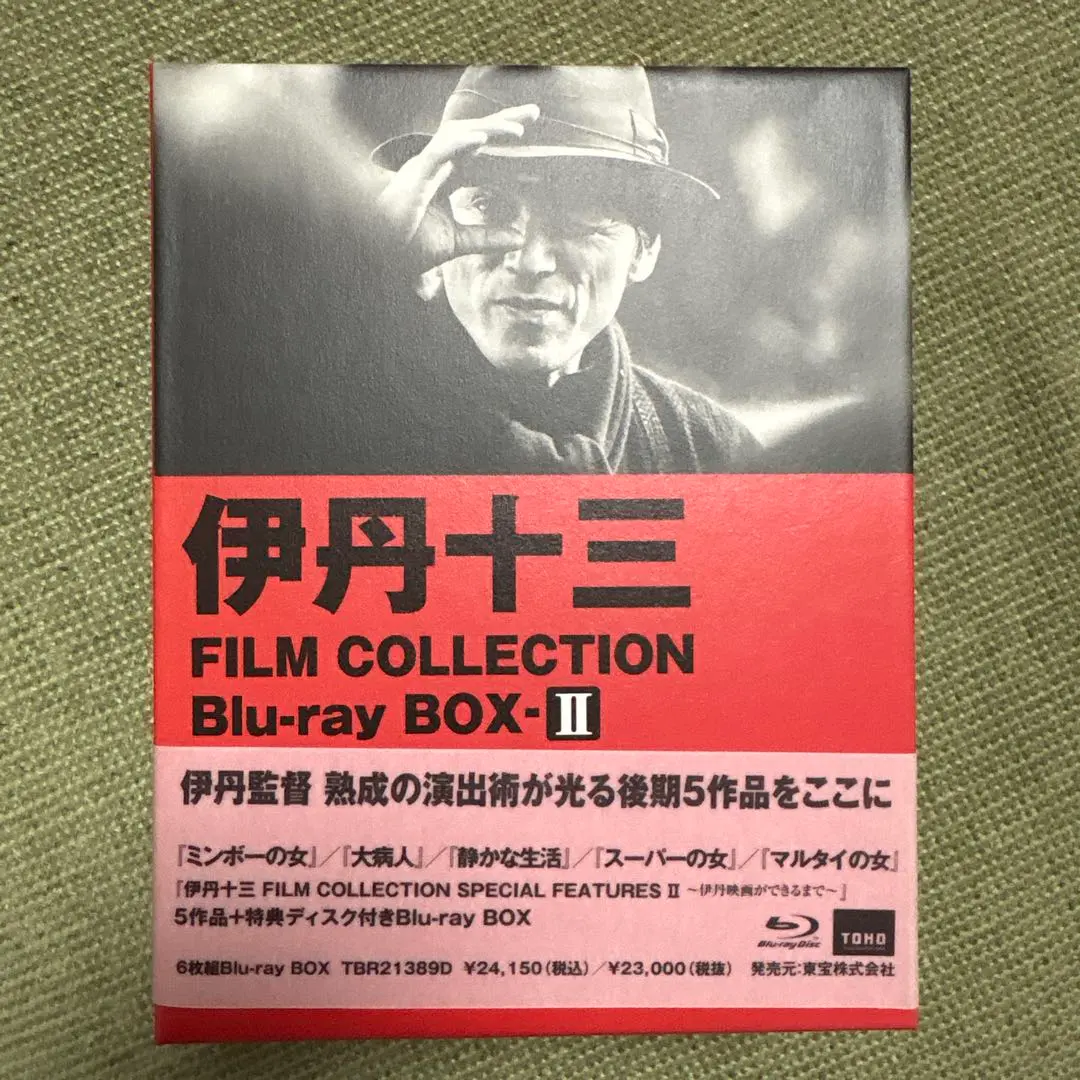 伊丹十三
FILM COLLECTION
Blu-ray BOX-Ⅱ
伊丹監督 熟成の演出術が光る後期5作品をここに
『ミンボーの女』/『大病人』/『静かな生活』/『スーパーの女』/『マルタイの女』
『伊丹十三 FILM COLLECTION SPECIAL FEATURES Ⅱ ~伊丹映画ができるまで~』
5作品+特典ディスク付きBlu-ray BOX
Blu-ray Disc
TOHO
6枚組Blu-ray BOX TBR21389D ¥24,150(税込)/¥23,000(税抜) 発売元:東宝株式会社